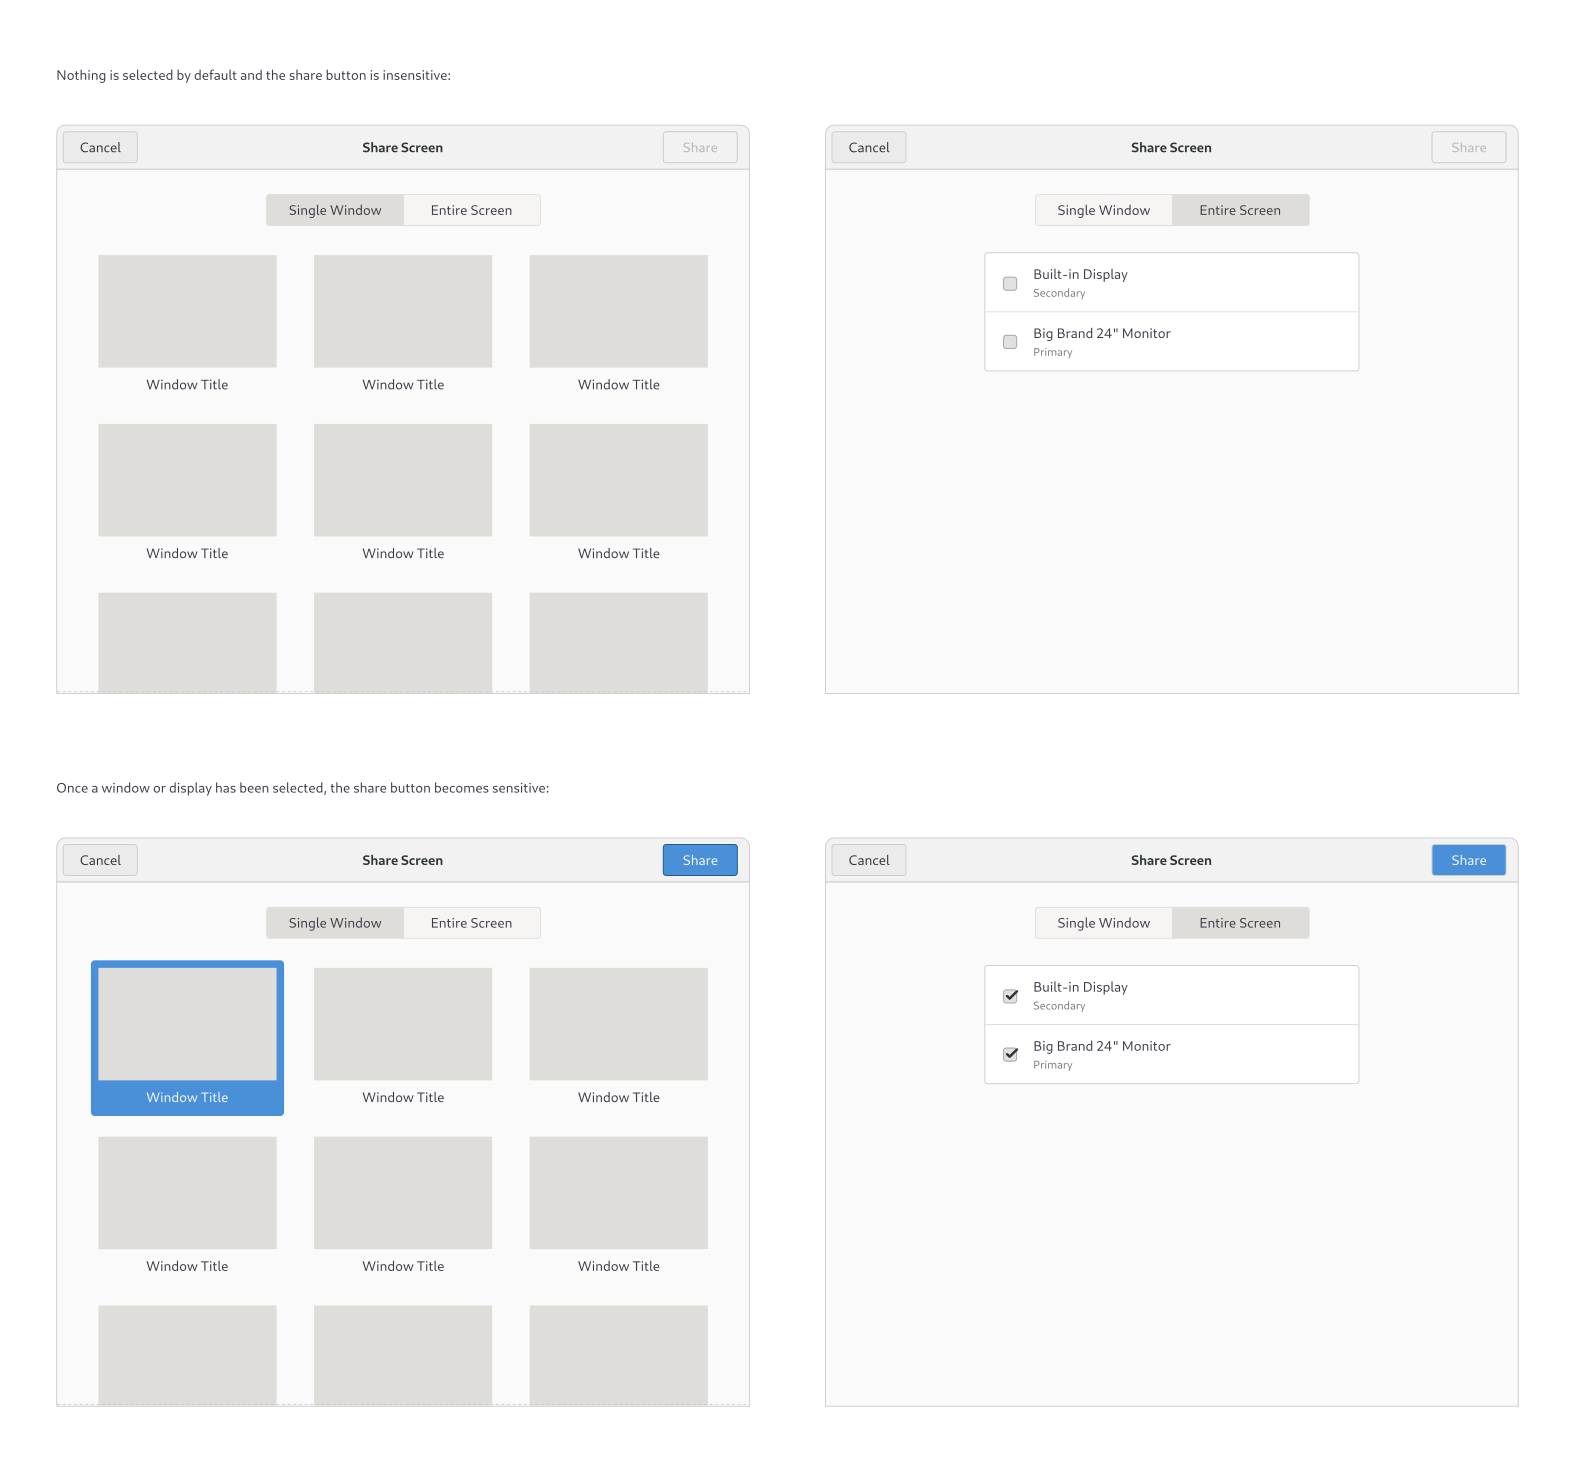 Nothing is selected by default and the share button is insensitive:
Cancel
Share Screen
Share
Single Window
Entire Screen
Window Title
Window Title
Window Title
Window Title
Window Title
Window Title
Cancel
Share Screen
Share
Single Window
Entire Screen
Built-in Display
Secondary
Big Brand 24" Monitor
Primary
Once a window or display has been selected, the share button becomes sensitive:
Cancel
Share Screen
Share
Single Window
Entire Screen
Window Title
Window Title
Window Title
Window Title
Window Title
Window Title
Cancel
Share Screen
Share
Single Window
Entire Screen
Built-in Display
Secondary
Big Brand 24" Monitor
Primary